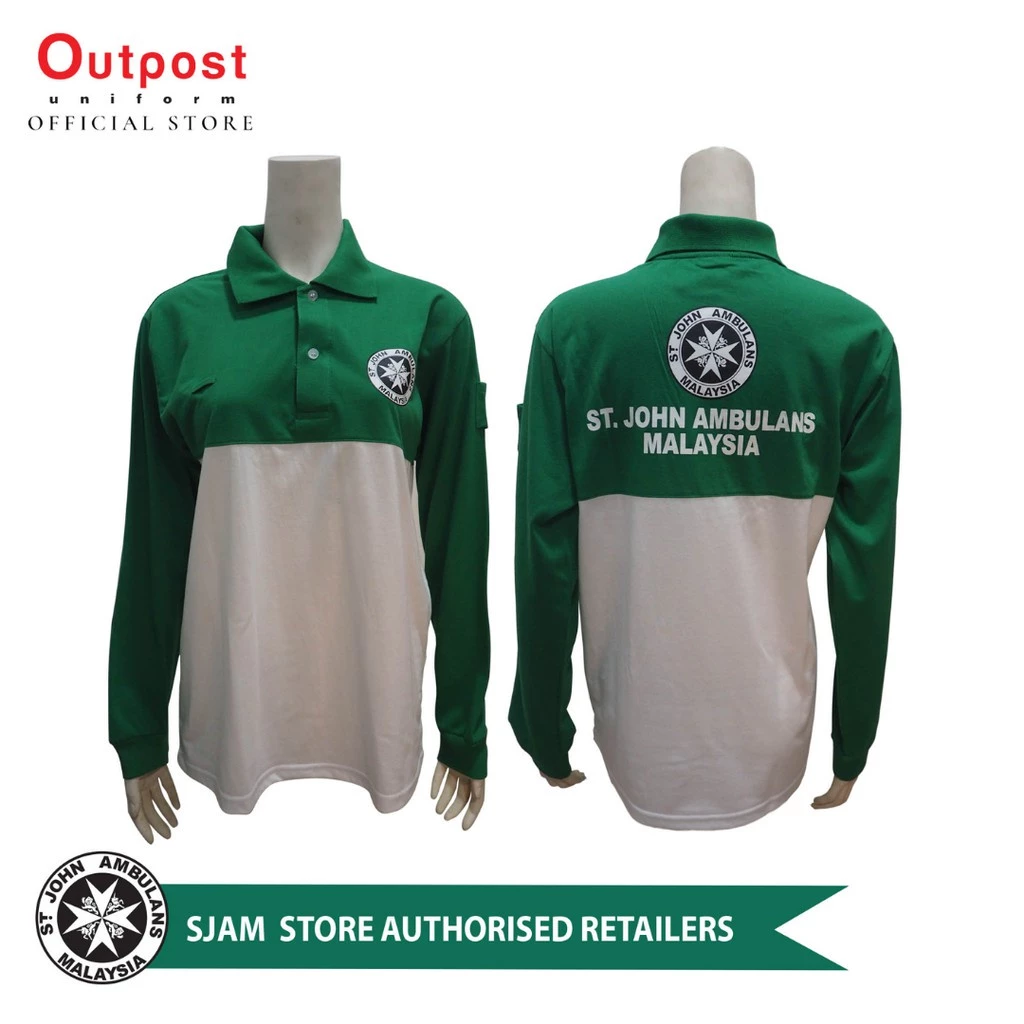 Outpost
uniform
OFFICIAL STORE
ST JOHN AMBULANS
MALAYSIA
ST JOHN AMBULANS
MALAYSIA
ST. JOHN AMBULANS
MALAYSIA
ST JOHN AMBULANS
MALAYSIA
SJAM STORE AUTHORISED RETAILERS